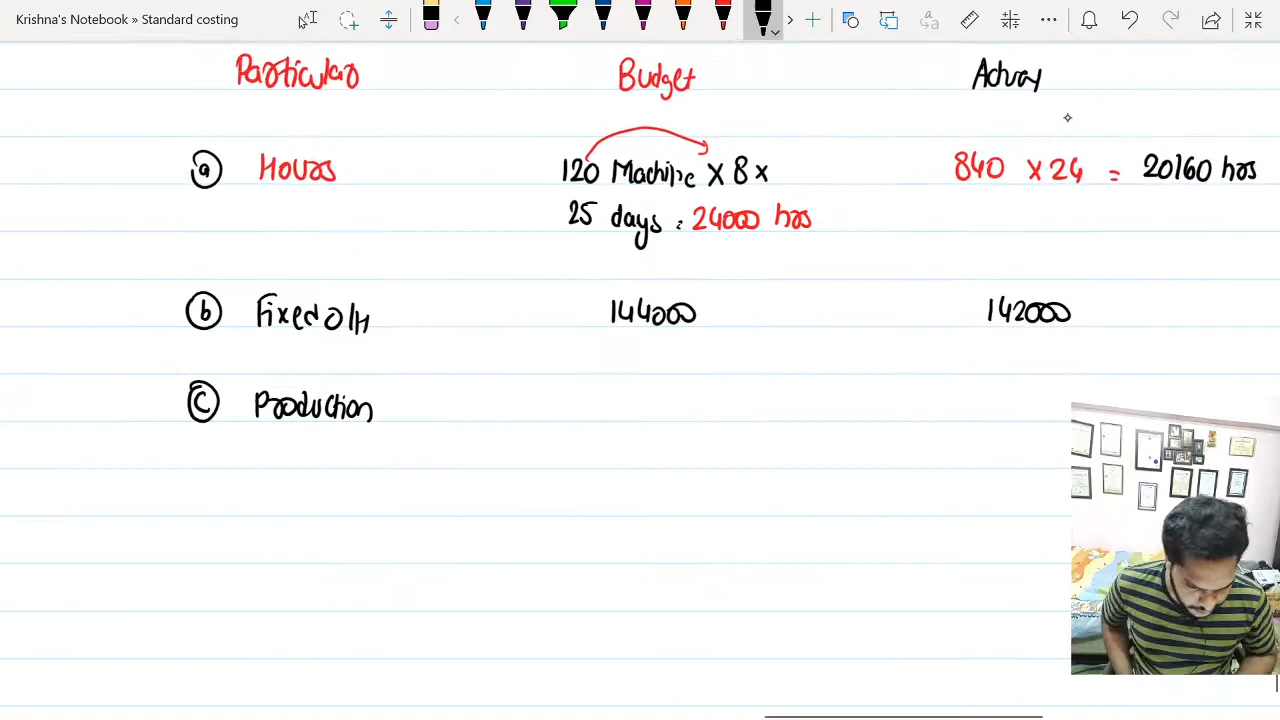 Krishna's Notebook » Standard costing
Particular Budget Actual
a Hours 120 Machine × 8 × 840 × 24 = 20160 hrs
25 days = 24000 hrs
b Fixed O/H 144000 142000
c Production